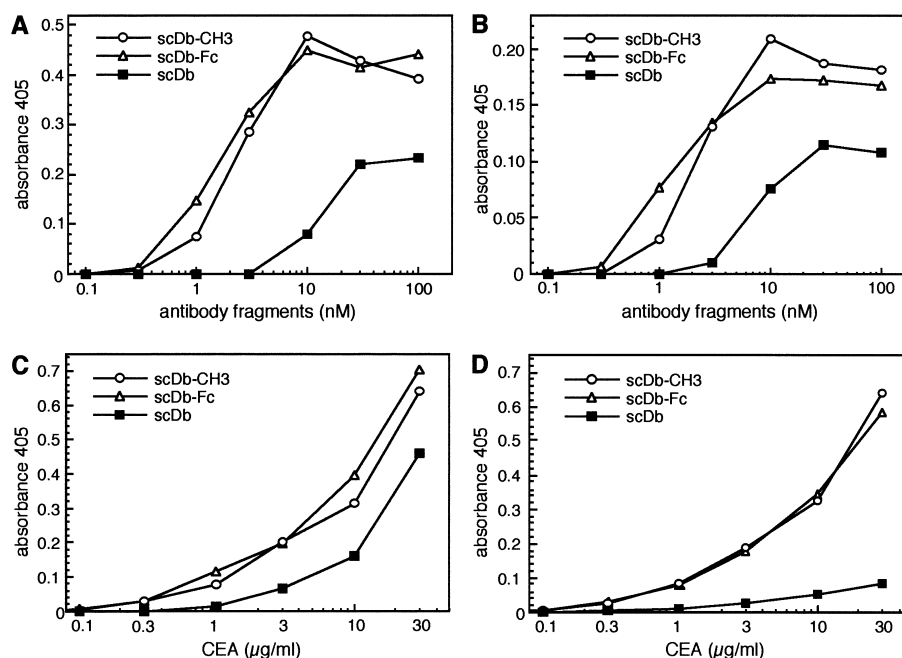 A
scDb-CH3
scDb-Fc
scDb
0.5
0.4
0.3
0.2
0.1
0
absorbance 405
0.1 1 10 100
antibody fragments (nM)
B
scDb-CH3
scDb-Fc
scDb
0.20
0.15
0.10
0.05
0
absorbance 405
0.1 1 10 100
antibody fragments (nM)
C
scDb-CH3
scDb-Fc
scDb
0.7
0.6
0.5
0.4
0.3
0.2
0.1
0
absorbance 405
0.1 0.3 1 3 10 30
CEA (µg/ml)
D
scDb-CH3
scDb-Fc
scDb
0.7
0.6
0.5
0.4
0.3
0.2
0.1
0
absorbance 405
0.1 0.3 1 3 10 30
CEA (µg/ml)